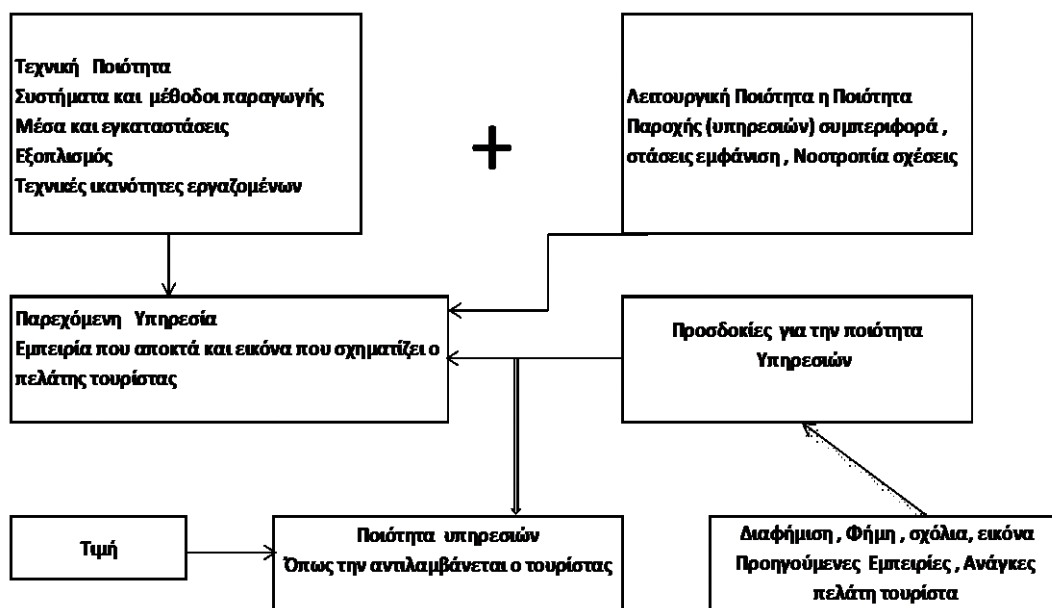 Τεχνική Ποιότητα
Συστήματα και μέθοδοι παραγωγής
Μέσα και εγκαταστάσεις
Εξοπλισμός
Τεχνικές ικανότητες εργαζομένων
+
Λειτουργική Ποιότητα η Ποιότητα
Παροχής (υπηρεσιών) συμπεριφορά ,
στάσεις εμφάνιση , Νοοτροπία σχέσεις
Παρεχόμενη Υπηρεσία
Εμπειρία που αποκτά και εικόνα που σχηματίζει ο
πελάτης τουρίστας
Προσδοκίες για την ποιότητα
Υπηρεσιών
Τιμή
Ποιότητα υπηρεσιών
Όπως την αντιλαμβάνεται ο τουρίστας
Διαφήμιση , Φήμη , σχόλια, εικόνα
Προηγούμενες Εμπειρίες , Ανάγκες
πελάτη τουρίστα